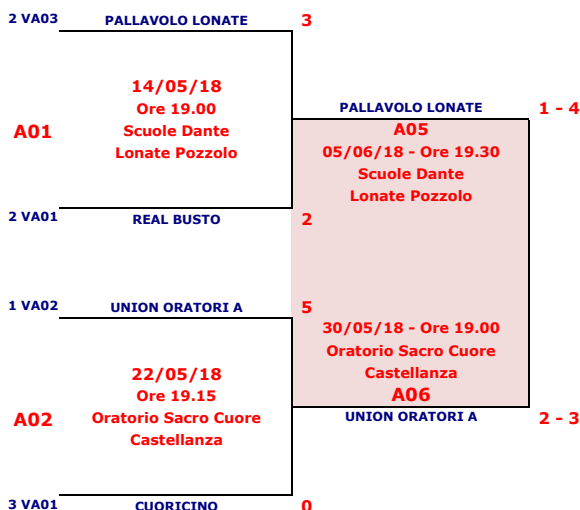 2 VA03 PALLAVOLO LONATE 3
14/05/18
Ore 19.00
A01
Scuole Dante
Lonate Pozzolo
2 VA01 REAL BUSTO 2
PALLAVOLO LONATE 1 - 4
A05
05/06/18 - Ore 19.30
Scuole Dante
Lonate Pozzolo
1 VA02 UNION ORATORI A 5
22/05/18
Ore 19.15
A02
Oratorio Sacro Cuore
Castellanza
3 VA01 CUORICINO 0
30/05/18 - Ore 19.00
Oratorio Sacro Cuore
Castellanza
A06
UNION ORATORI A 2 - 3